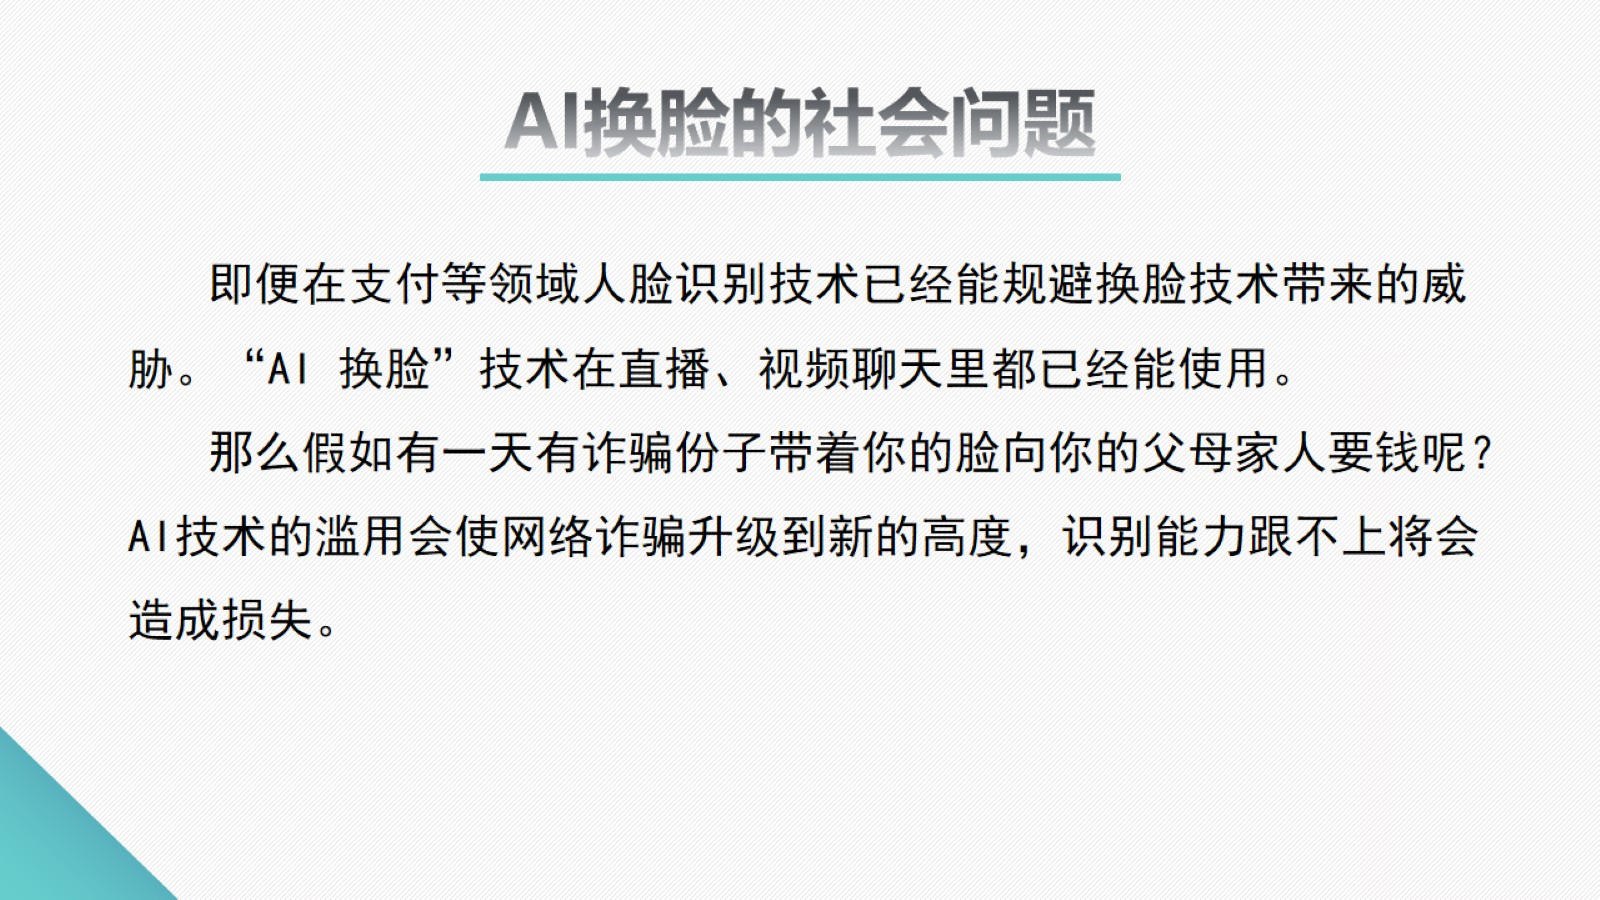 AI换脸的社会问题
即便在支付等领域人脸识别技术已经能规避换脸技术带来的威
胁。“AI 换脸”技术在直播、视频聊天里都已经能使用。
那么假如有一天有诈骗份子带着你的脸向你的父母家人要钱呢?
AI技术的滥用会使网络诈骗升级到新的高度，识别能力跟不上将会
造成损失。